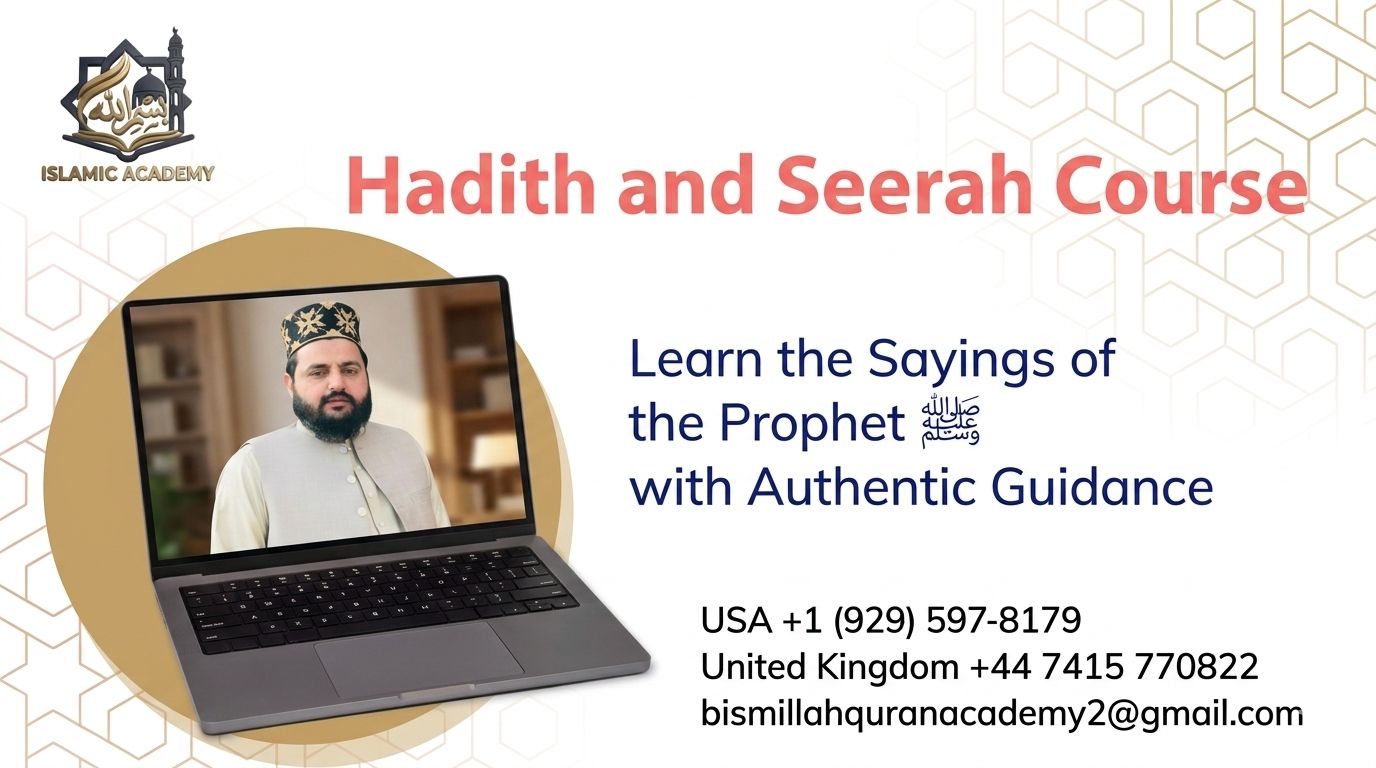 بسم الله
ISLAMIC ACADEMY
Hadith and Seerah Course
Learn the Sayings of
the Prophet ﷺ
with Authentic Guidance
USA +1 (929) 597-8179
United Kingdom +44 7415 770822
bismillahquranacademy2@gmail.com